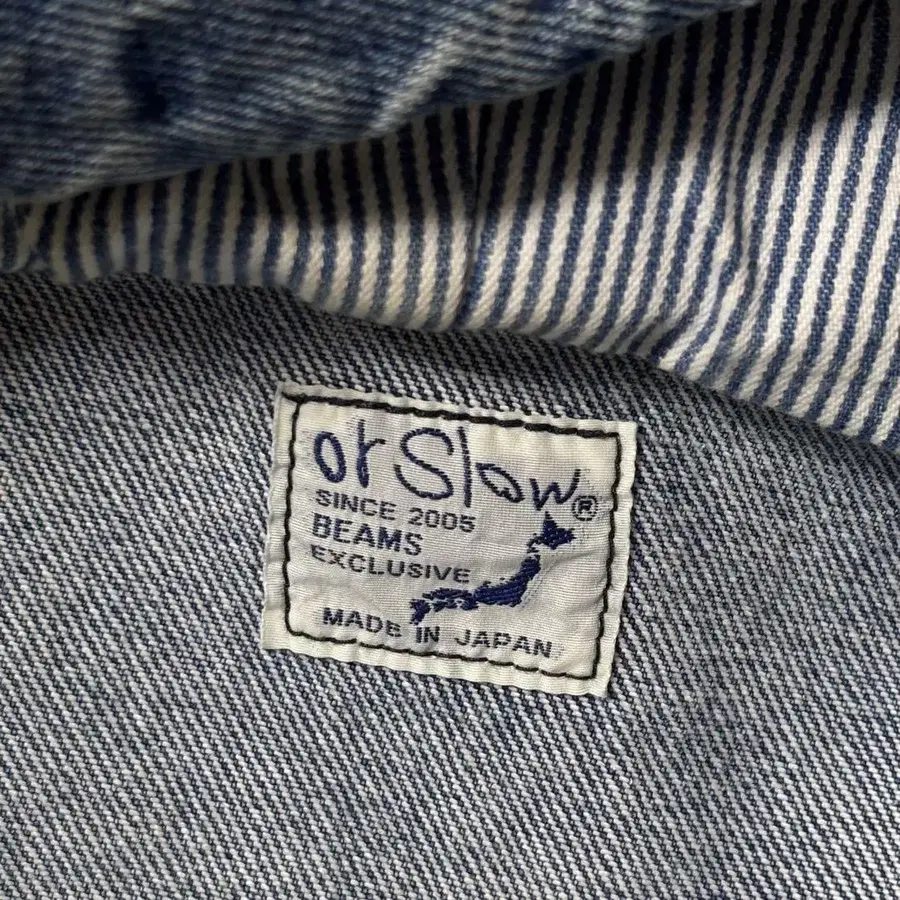 orSlow®
SINCE 2005
BEAMS
EXCLUSIVE
MADE IN JAPAN